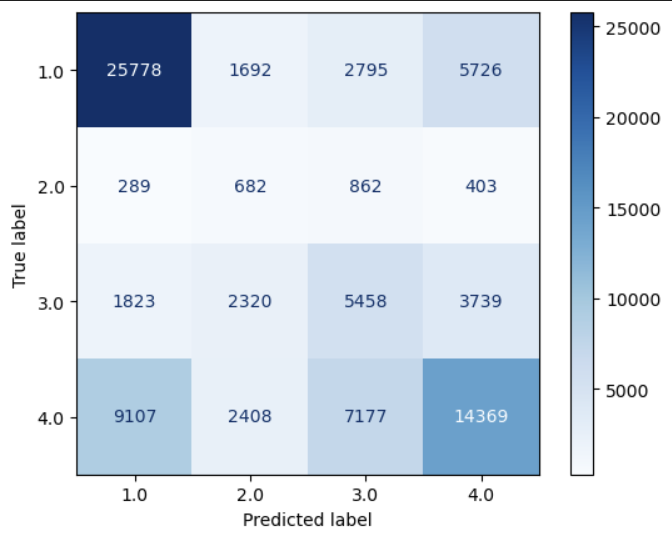 25000
1.0 25778 1692 2795 5726
20000
2.0 289 682 862 403
15000
True label
3.0 1823 2320 5458 3739
10000
5000
4.0 9107 2408 7177 14369
1.0 2.0 3.0 4.0
Predicted label